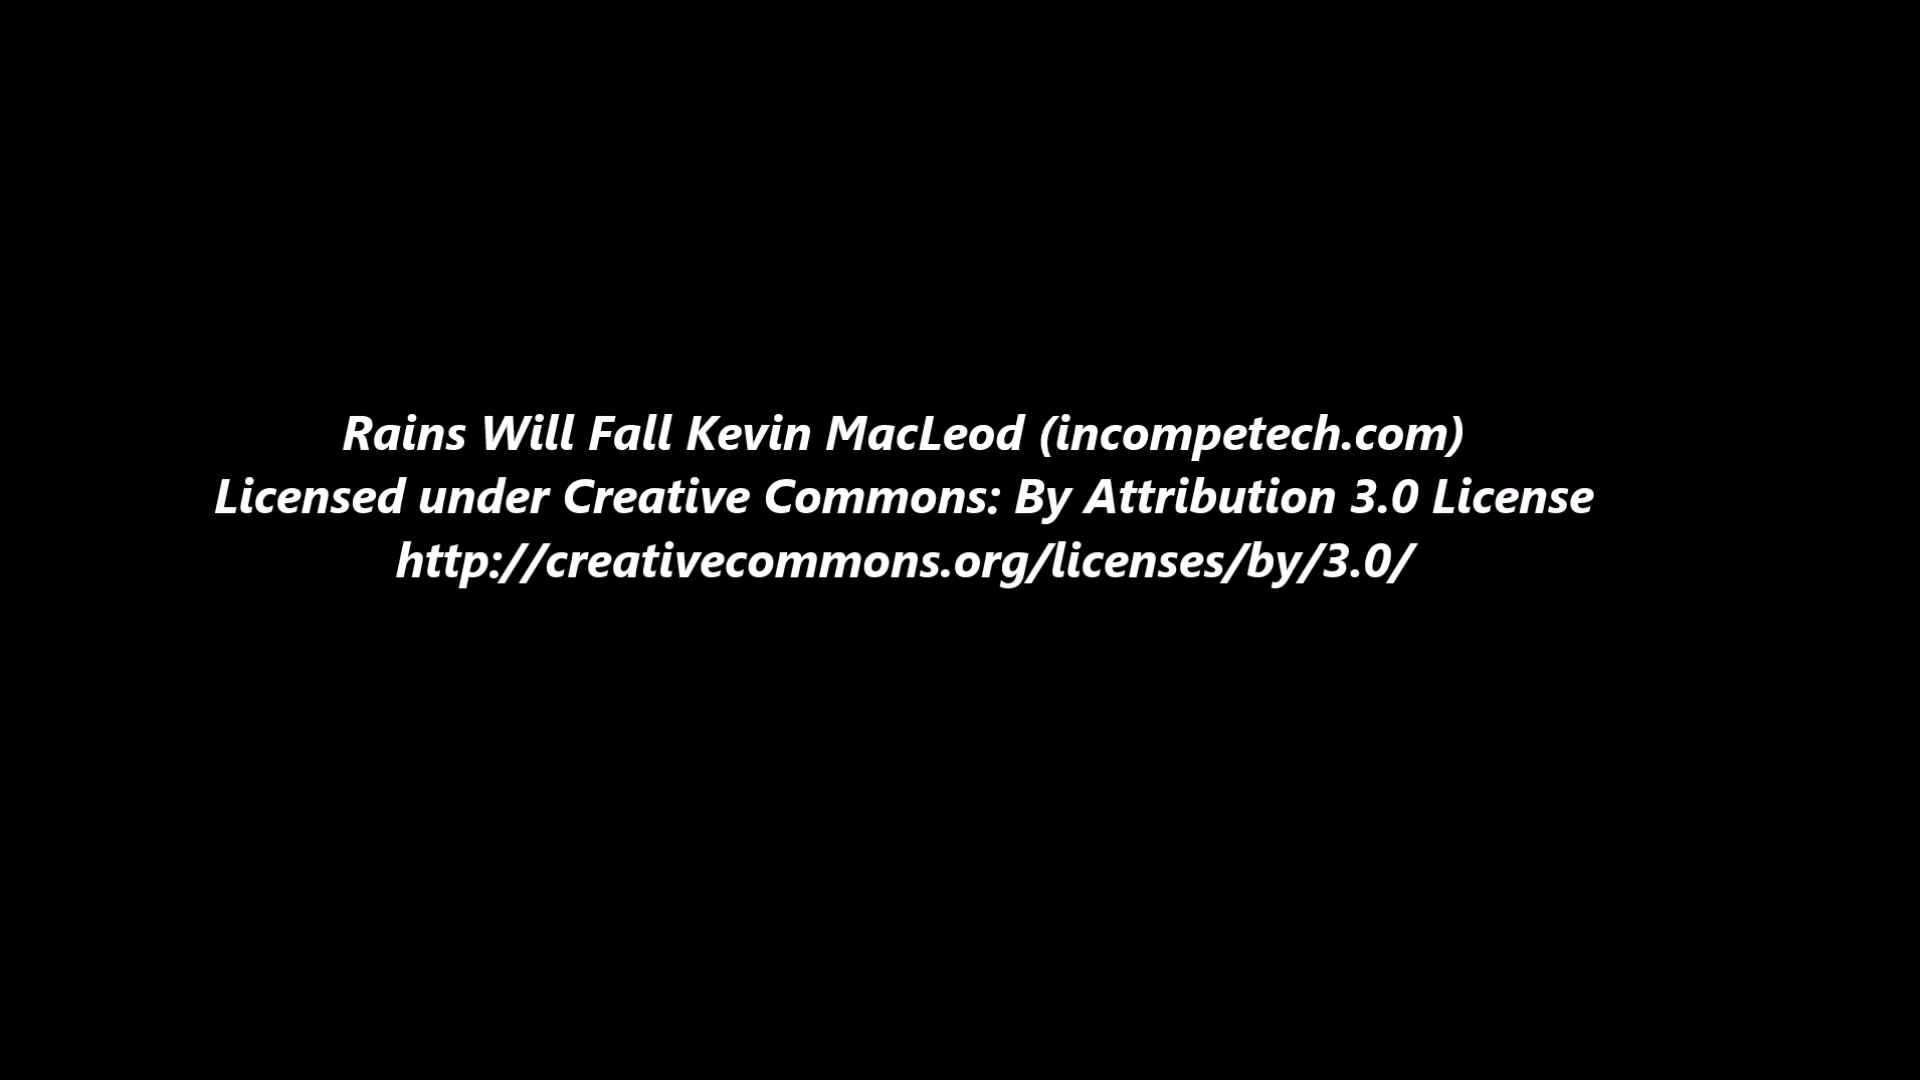 Rains Will Fall Kevin MacLeod (incompetech.com)
Licensed under Creative Commons: By Attribution 3.0 License
http://creativecommons.org/licenses/by/3.0/